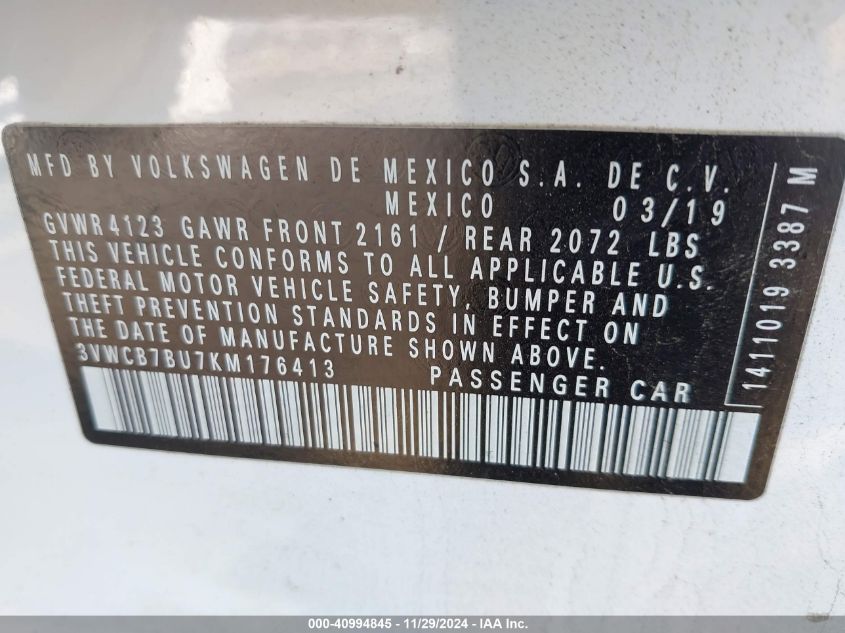 MFD BY VOLKSWAGEN DE MEXICO S.A. DE C.V.
MEXICO 03/19
GVWR 4123 GAWR FRONT 2161 / REAR 2072 LBS
THIS VEHICLE CONFORMS TO ALL APPLICABLE U.S.
FEDERAL MOTOR VEHICLE SAFETY, BUMPER AND
THEFT PREVENTION STANDARDS IN EFFECT ON
THE DATE OF MANUFACTURE SHOWN ABOVE.
3VWCB7BU7KM176413 PASSENGER CAR
1411019 3387 M
000-40994845 - 11/29/2024 - IAA Inc.